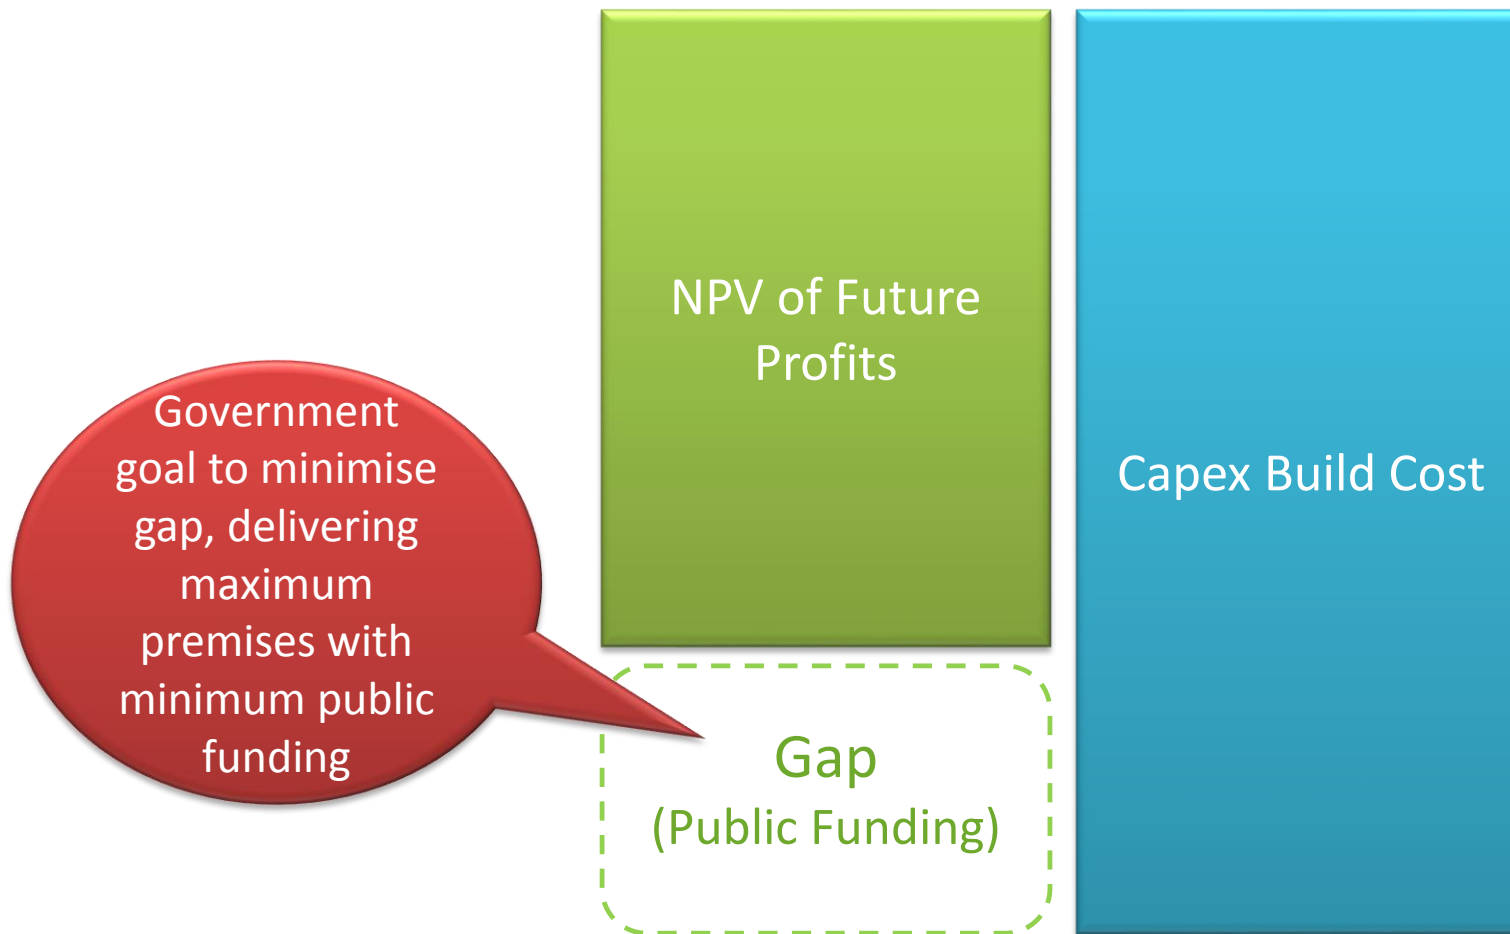 NPV of Future
Profits
Capex Build Cost
Government
goal to minimise
gap, delivering
maximum
premises with
minimum public
funding
Gap
(Public Funding)